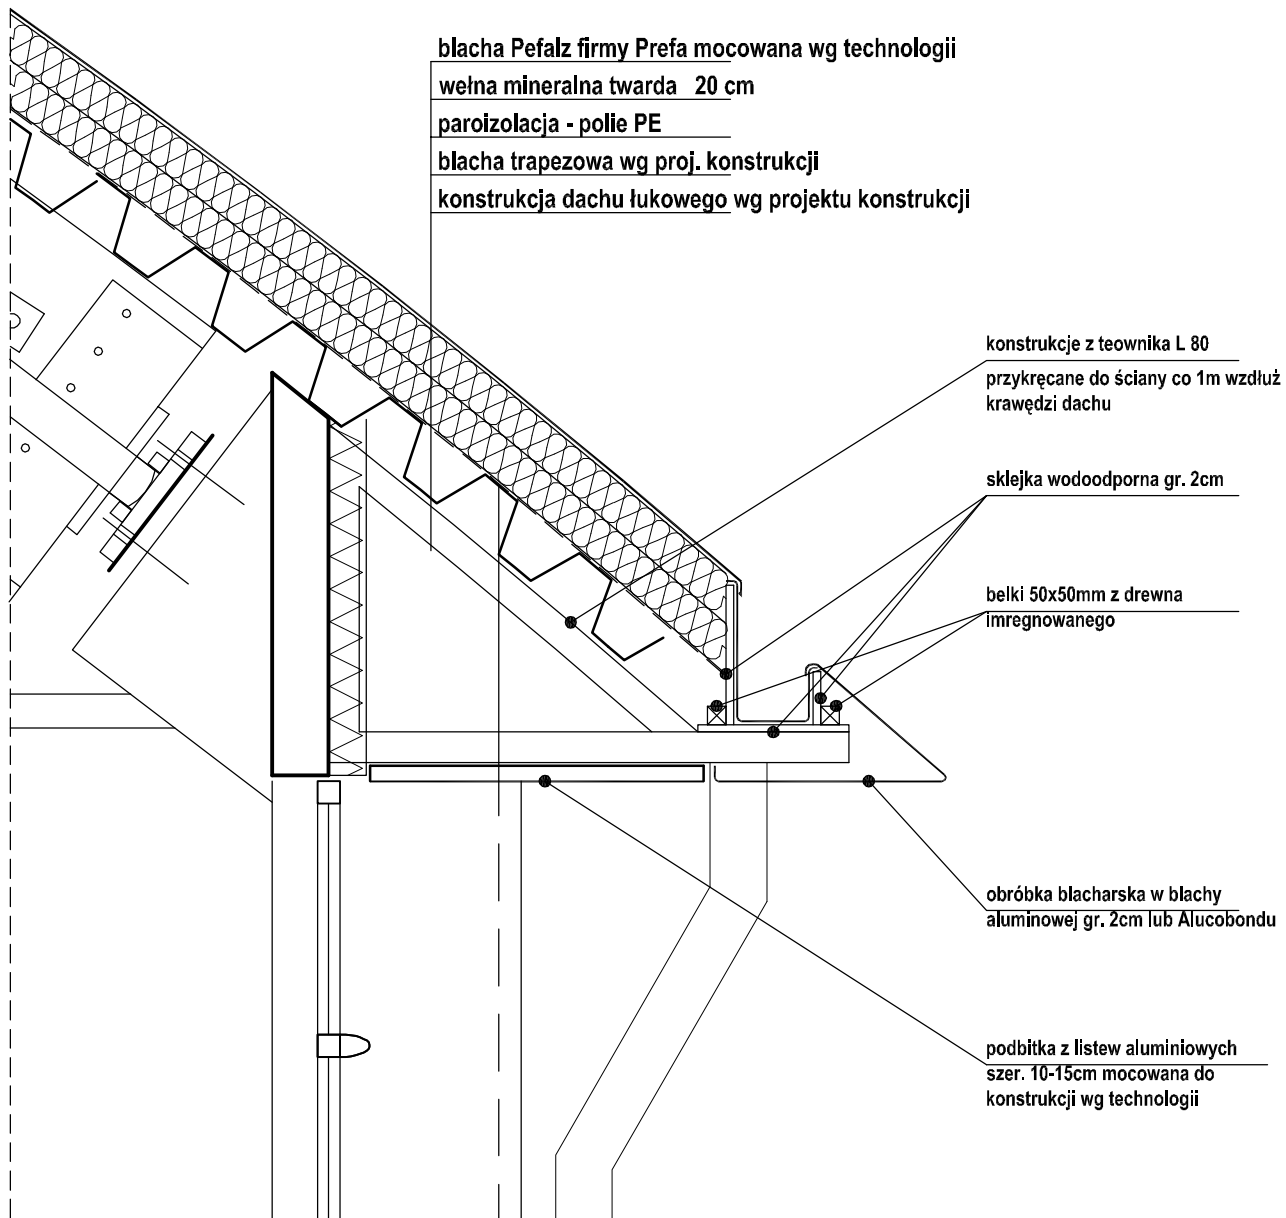 blacha Pefalz firmy Prefa mocowana wg technologii
wełna mineralna twarda 20 cm
paroizolacja - polie PE
blacha trapezowa wg proj. konstrukcji
konstrukcja dachu łukowego wg projektu konstrukcji
konstrukcje z teownika L 80
przykręcane do ściany co 1m wzdłuż
krawędzi dachu
sklejka wodoodporna gr. 2cm
belki 50x50mm z drewna
imregnowanego
obróbka blacharska w blachy
aluminowej gr. 2cm lub Alucobondu
podbitka z listew aluminiowych
szer. 10-15cm mocowana do
konstrukcji wg technologii